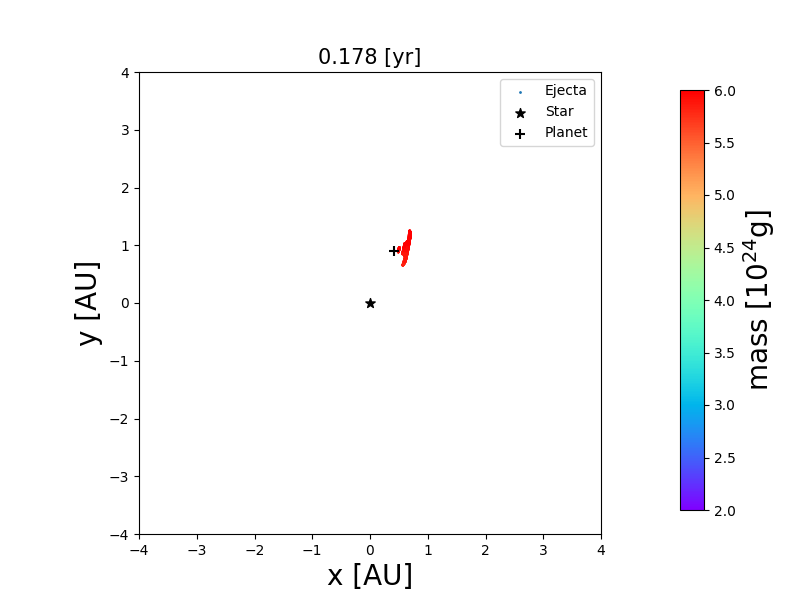 0.178 [yr]
Ejecta
Star
Planet
4
3
2
1
0
−1
−2
−3
−4
y [AU]
−4 −3 −2 −1 0 1 2 3 4
x [AU]
6.0
5.5
5.0
4.5
4.0
3.5
3.0
2.5
2.0
mass [10²⁴g]